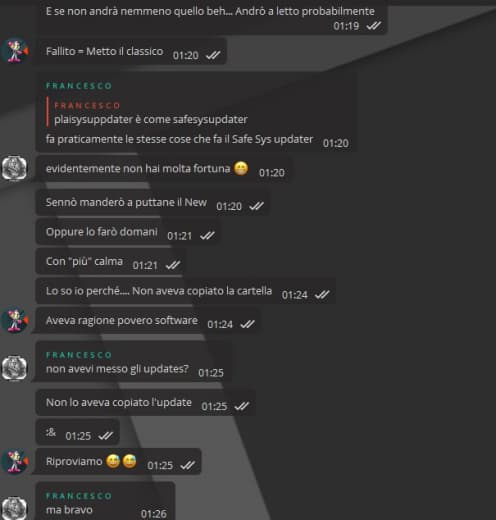 E se non andrà nemmeno quello beh... Andrò a letto probabilmente
01:19
Fallito = Metto il classico 01:20
FRANCESCO
FRANCESCO
plaisysuppdater è come safesysupdater
fa praticamente le stesse cose che fa il Safe Sys updater 01:20
evidentemente non hai molta fortuna 😁 01:20
Sennò manderò a puttane il New 01:20
Oppure lo farò domani 01:21
Con "più" calma 01:21
Lo so io perché.... Non aveva copiato la cartella 01:24
Aveva ragione povero software 01:24
FRANCESCO
non avevi messo gli updates? 01:25
Non lo aveva copiato l'update 01:25
:& 01:25
Riproviamo 😅😅 01:25
FRANCESCO
ma bravo 01:26